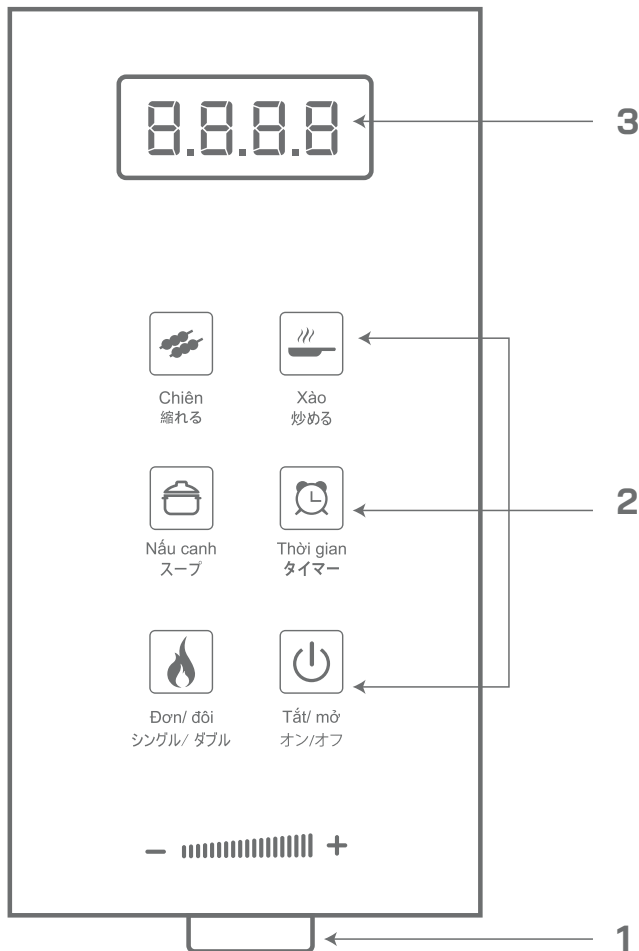 8.8.8.8
3
Chiên
縮れる
Xào
炒める
2
Nấu canh
スープ
Thời gian
タイマー
Đơn/ đôi
シングル/ ダブル
Tắt/ mở
オン/オフ
− +
1